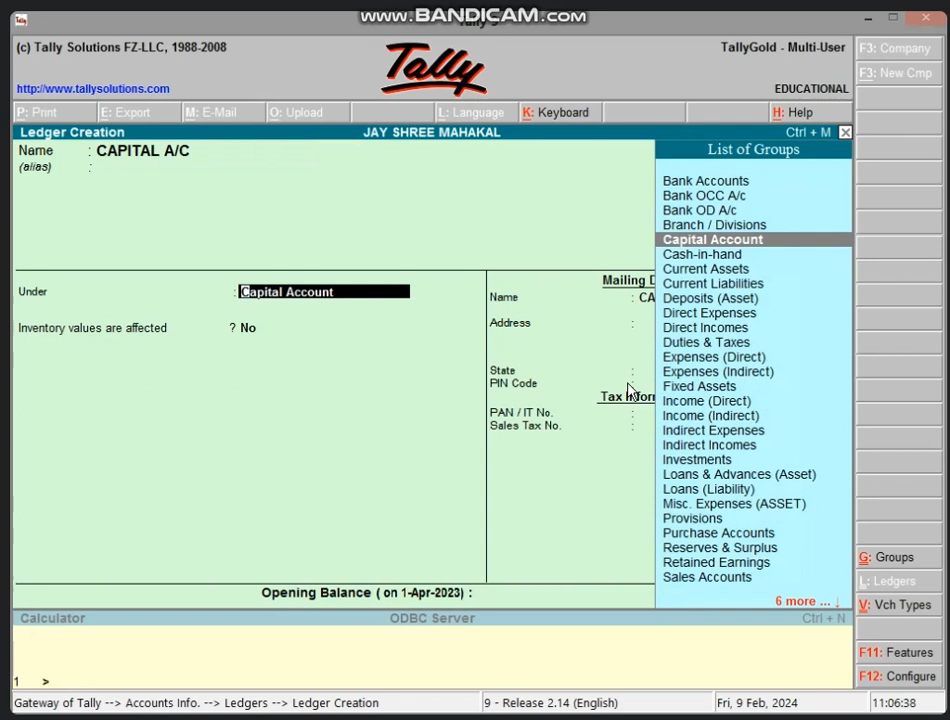 www.BANDICAM.com
(c) Tally Solutions FZ-LLC, 1988-2008
Tally
TallyGold - Multi-User
http://www.tallysolutions.com
EDUCATIONAL
F3: Company
F3: New Cmp
P: Print E: Export M: E-Mail O: Upload L: Language K: Keyboard H: Help
Ledger Creation JAY SHREE MAHAKAL Ctrl + M
Name : CAPITAL A/C
(alias) :
List of Groups
Bank Accounts
Bank OCC A/c
Bank OD A/c
Branch / Divisions
Capital Account
Cash-in-hand
Current Assets
Current Liabilities
Deposits (Asset)
Direct Expenses
Direct Incomes
Duties & Taxes
Expenses (Direct)
Expenses (Indirect)
Fixed Assets
Income (Direct)
Income (Indirect)
Indirect Expenses
Indirect Incomes
Investments
Loans & Advances (Asset)
Loans (Liability)
Misc. Expenses (ASSET)
Provisions
Purchase Accounts
Reserves & Surplus
Retained Earnings
Sales Accounts
6 more ... ↓
Under : Capital Account
Inventory values are affected ? No
Mailing D
Name : CA
Address :
State :
PIN Code :
Tax Infor
PAN / IT No. :
Sales Tax No. :
Opening Balance ( on 1-Apr-2023) :
G: Groups
L: Ledgers
V: Vch Types
F11: Features
F12: Configure
Calculator ODBC Server Ctrl + N
1 >
Gateway of Tally --> Accounts Info. --> Ledgers --> Ledger Creation 9 - Release 2.14 (English) Fri, 9 Feb, 2024 11:06:38